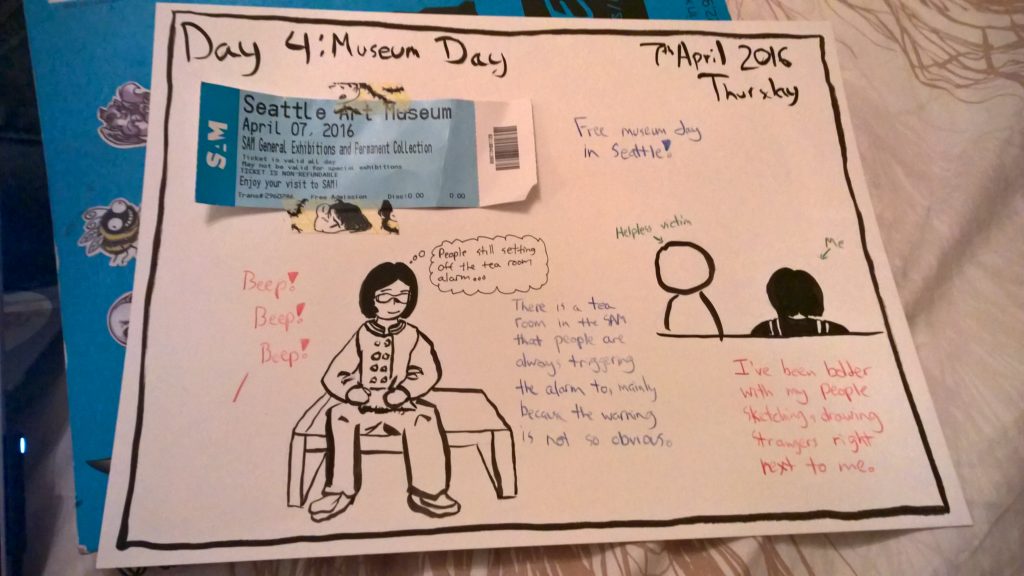 Day 4: Museum Day
7th April 2016
Thursday
SAM
Seattle Art Museum
April 07, 2016
SAM General Exhibitions and Permanent Collection
Ticket is valid all day
May not be valid for special exhibitions
TICKET IS NON-REFUNDABLE
Enjoy your visit to SAM!
Free Admission
0.00
0.00
Free museum day
in Seattle!
People still setting
off the tea room
alarm...
Beep!
Beep!
Beep!
There is a tea
room in the SAM
that people are
always triggering
the alarm to, mainly
because the warning
is not so obvious.
Helpless victim
Me
I've been bolder
with my people
sketching, drawing
strangers right
next to me.